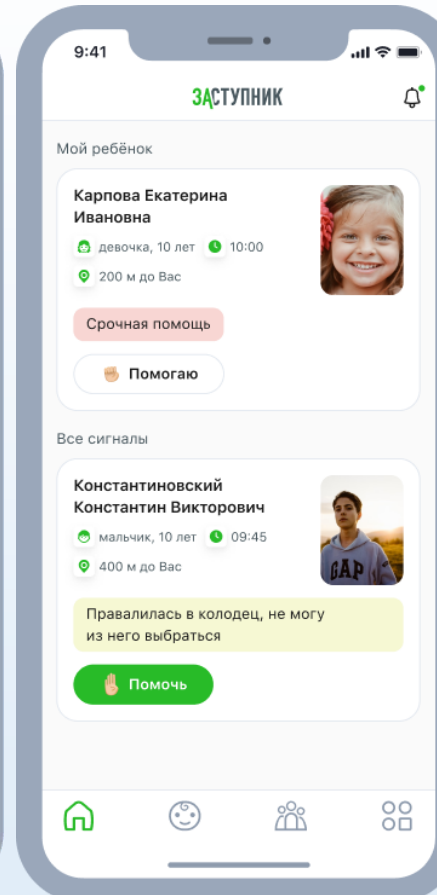 9:41
ЗАСТУПНИК
Мой ребёнок
Карпова Екатерина
Ивановна
девочка, 10 лет 10:00
200 м до Вас
Срочная помощь
Помогаю
Все сигналы
Константиновский
Константин Викторович
мальчик, 10 лет 09:45
400 м до Вас
GAP
Правалилась в колодец, не могу
из него выбраться
Помочь